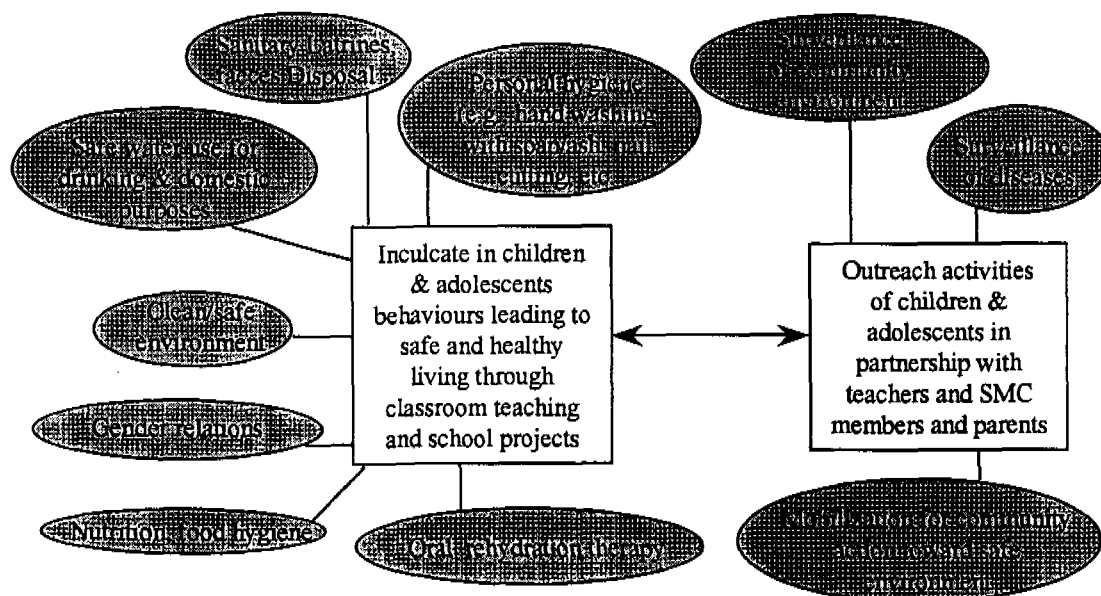 Sanitary Latrines,
faeces Disposal
Personal hygiene
(e.g., hand washing
with soap/ash, nail
cutting, etc
Surveillance
of community
environment
Surveillance
of diseases
Safe water use for
drinking & domestic
purposes
Clean/safe
environment
Gender relations
Nutrition, food hygiene
Oral rehydration therapy
Inculcate in children
& adolescents
behaviours leading to
safe and healthy
living through
classroom teaching
and school projects
Outreach activities
of children &
adolescents in
partnership with
teachers and SMC
members and parents
Mobilization for community
action toward safe
environment